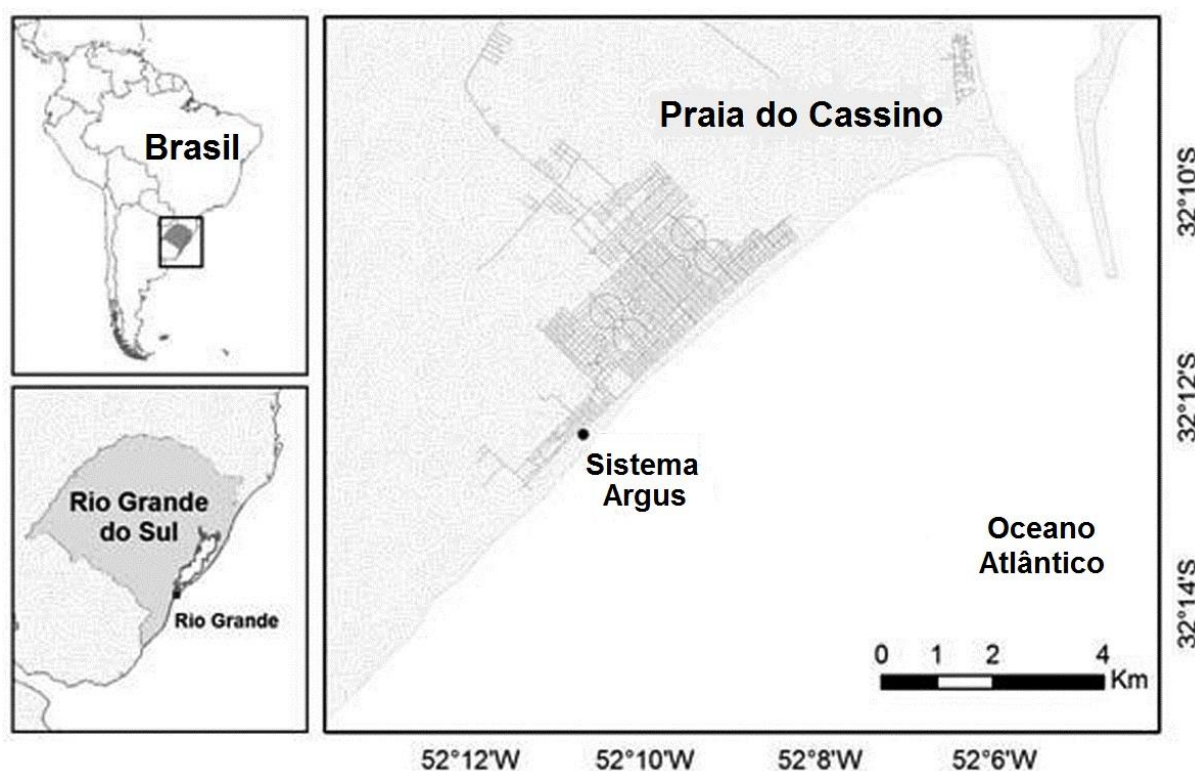 Brasil
Rio Grande
do Sul
Rio Grande
Praia do Cassino
Sistema
Argus
Oceano
Atlântico
0 1 2 4
Km
32°10'S
32°12'S
32°14'S
52°12'W 52°10'W 52°8'W 52°6'W